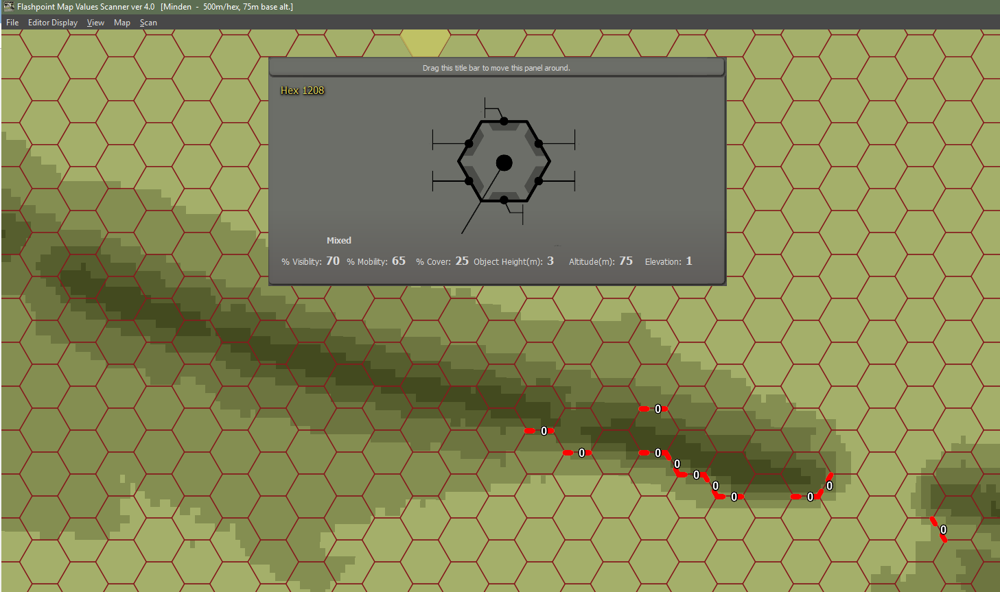 Flashpoint Map Values Scanner ver 4.0 [Minden - 500m/hex, 75m base alt.]
File Editor Display View Map Scan
Drag this title bar to move this panel around.
Hex 1208
Mixed
% Visiblity: 70 % Mobility: 65 % Cover: 25 Object Height(m): 3 Altitude(m): 75 Elevation: 1
0
0
0
0
0
0
0
0
0
0
0